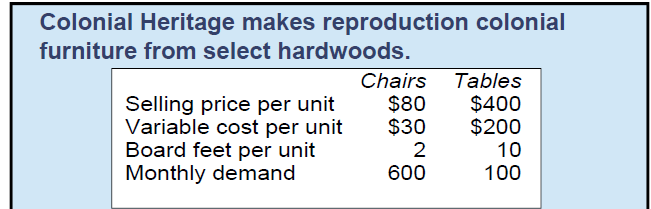 Colonial Heritage makes reproduction colonial
furniture from select hardwoods.
Chairs Tables
Selling price per unit $80 $400
Variable cost per unit $30 $200
Board feet per unit 2 10
Monthly demand 600 100